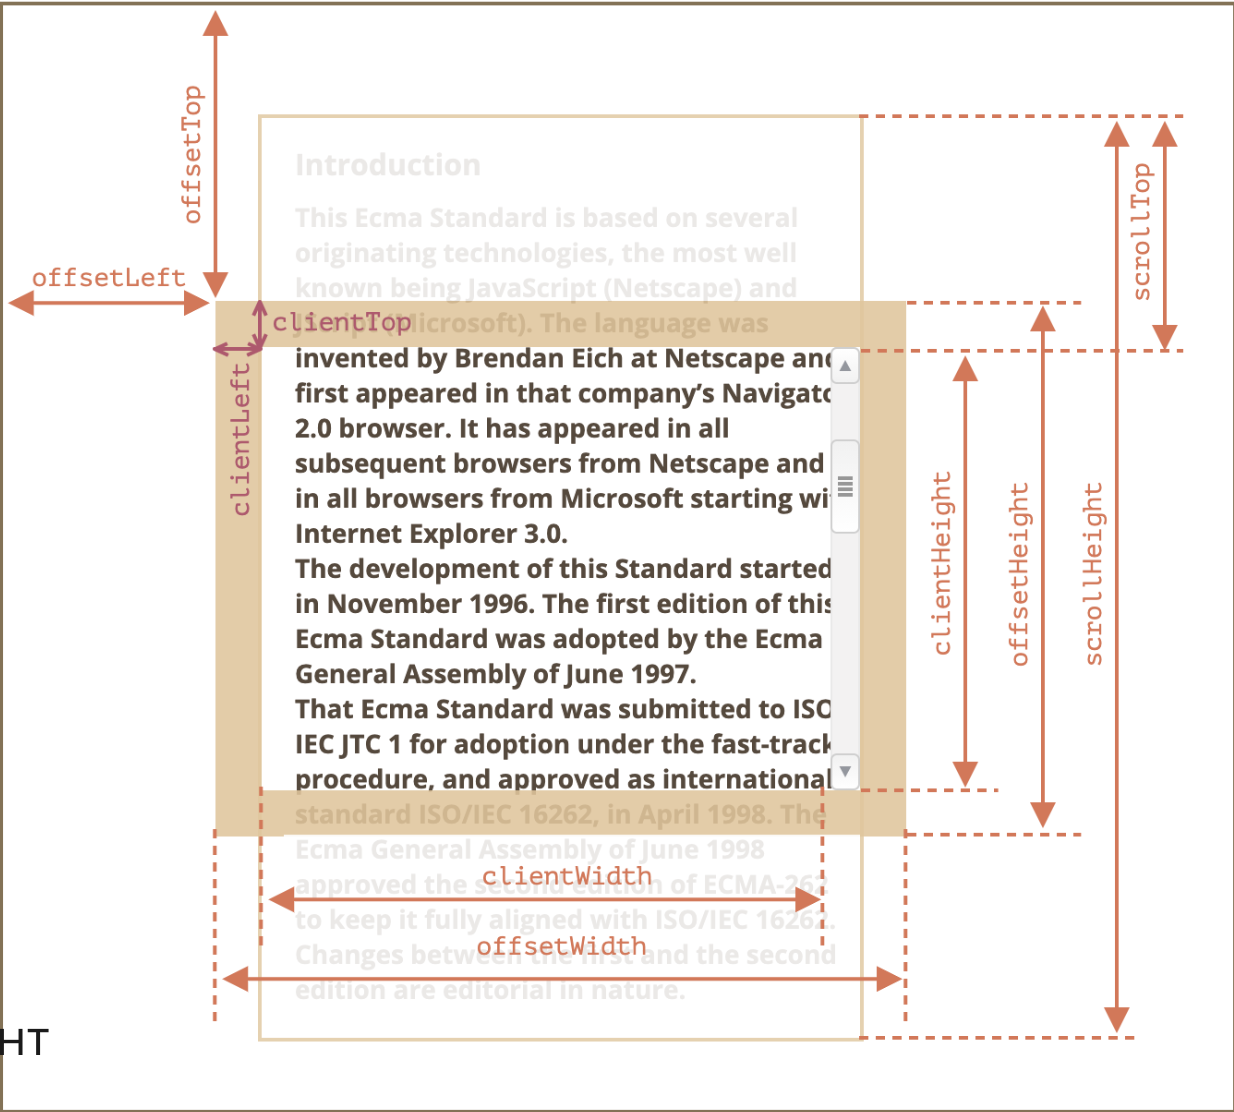 offsetTop
offsetLeft
Introduction
This Ecma Standard is based on several
originating technologies, the most well
known being JavaScript (Netscape) and
JScript (Microsoft). The language was
clientTop
clientLeft
invented by Brendan Eich at Netscape and
first appeared in that company’s Navigato
2.0 browser. It has appeared in all
subsequent browsers from Netscape and
in all browsers from Microsoft starting wi
Internet Explorer 3.0.
The development of this Standard started
in November 1996. The first edition of this
Ecma Standard was adopted by the Ecma
General Assembly of June 1997.
That Ecma Standard was submitted to ISO
IEC JTC 1 for adoption under the fast-track
procedure, and approved as international
standard ISO/IEC 16262, in April 1998. The
Ecma General Assembly of June 1998
clientWidth
approved the second edition of ECMA-262
to keep it fully aligned with ISO/IEC 16262.
offsetWidth
Changes between the first and the second
edition are editorial in nature.
scrollTop
clientHeight
offsetHeight
scrollHeight
HT